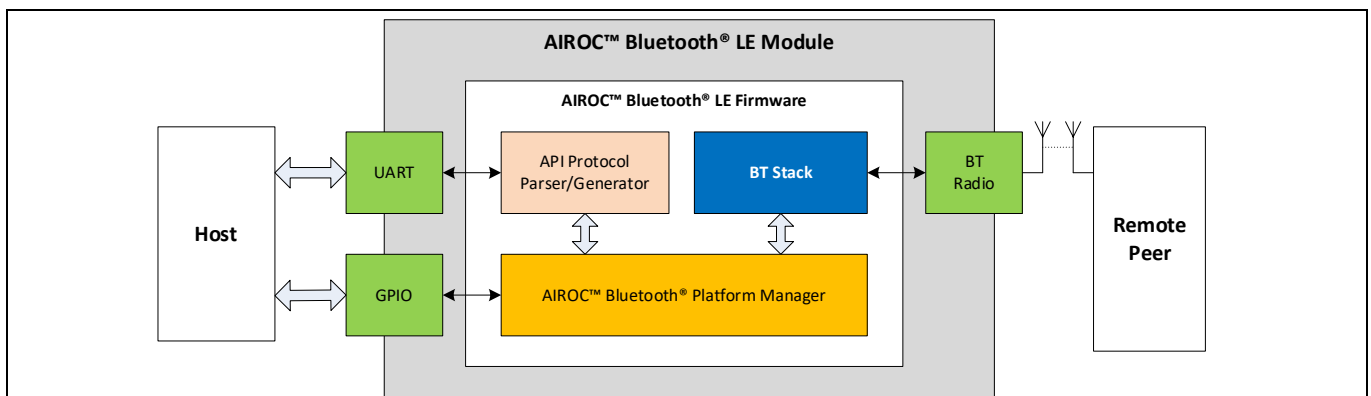 AIROC™ Bluetooth® LE Module
AIROC™ Bluetooth® LE Firmware
Host
UART
GPIO
API Protocol
Parser/Generator
BT Stack
AIROC™ Bluetooth® Platform Manager
BT
Radio
Remote
Peer